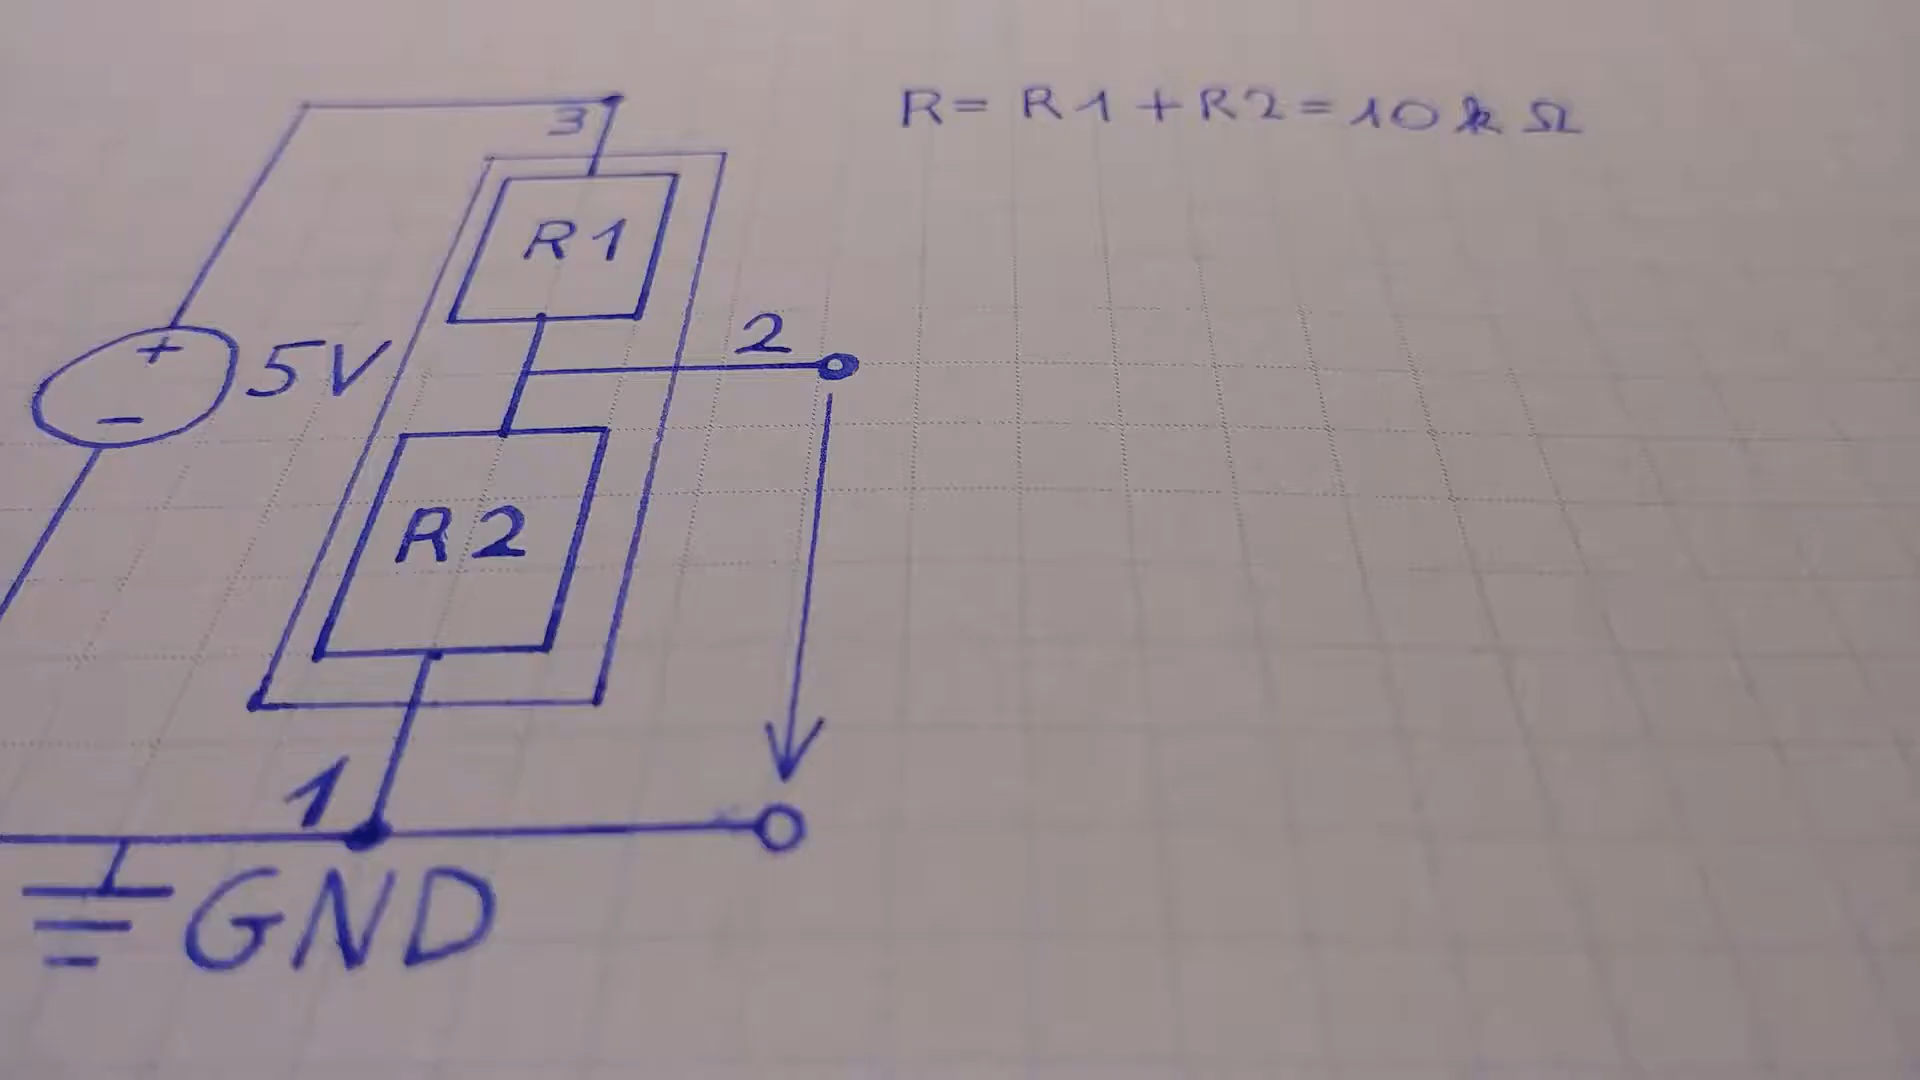 R = R1 + R2 = 10 k Ω
3
R1
2
+
5V
-
R2
1
GND